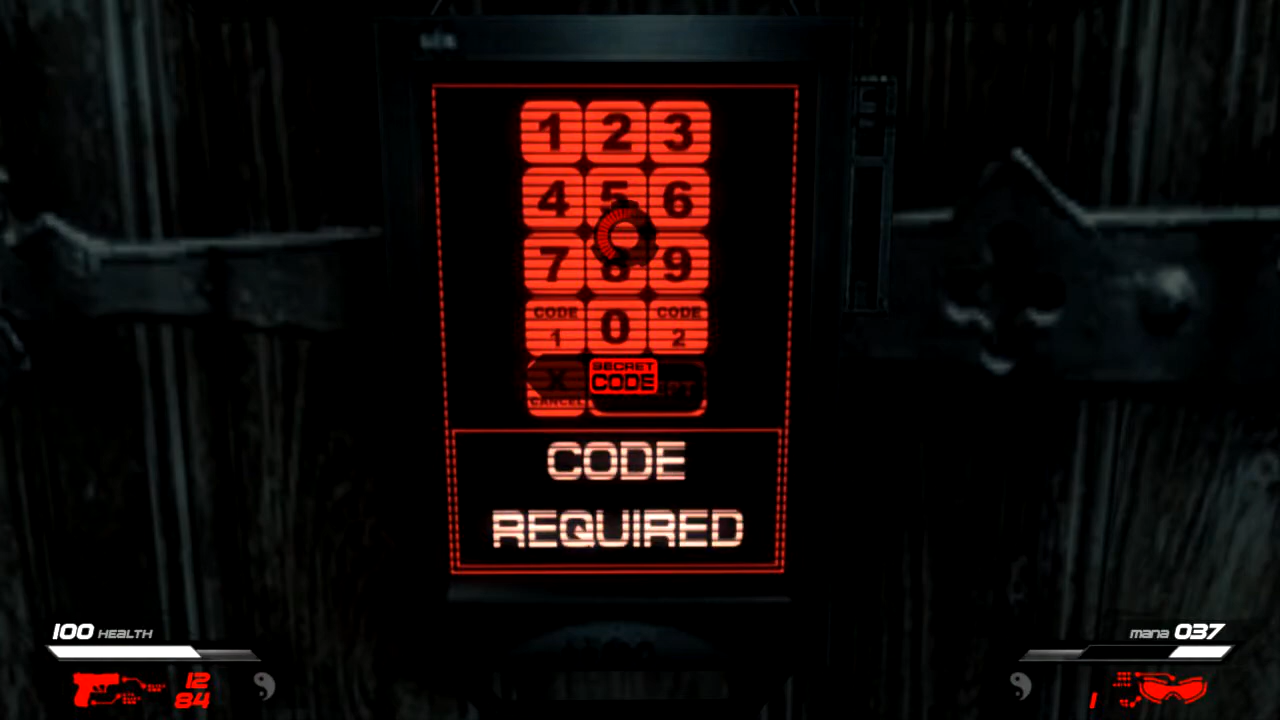 1 2 3
4 5 6
7 8 9
CODE 1 0 CODE 2
X
CANCEL
SECRET
CODE
CODE
REQUIRED
100 HEALTH
mana 037
12
84
1